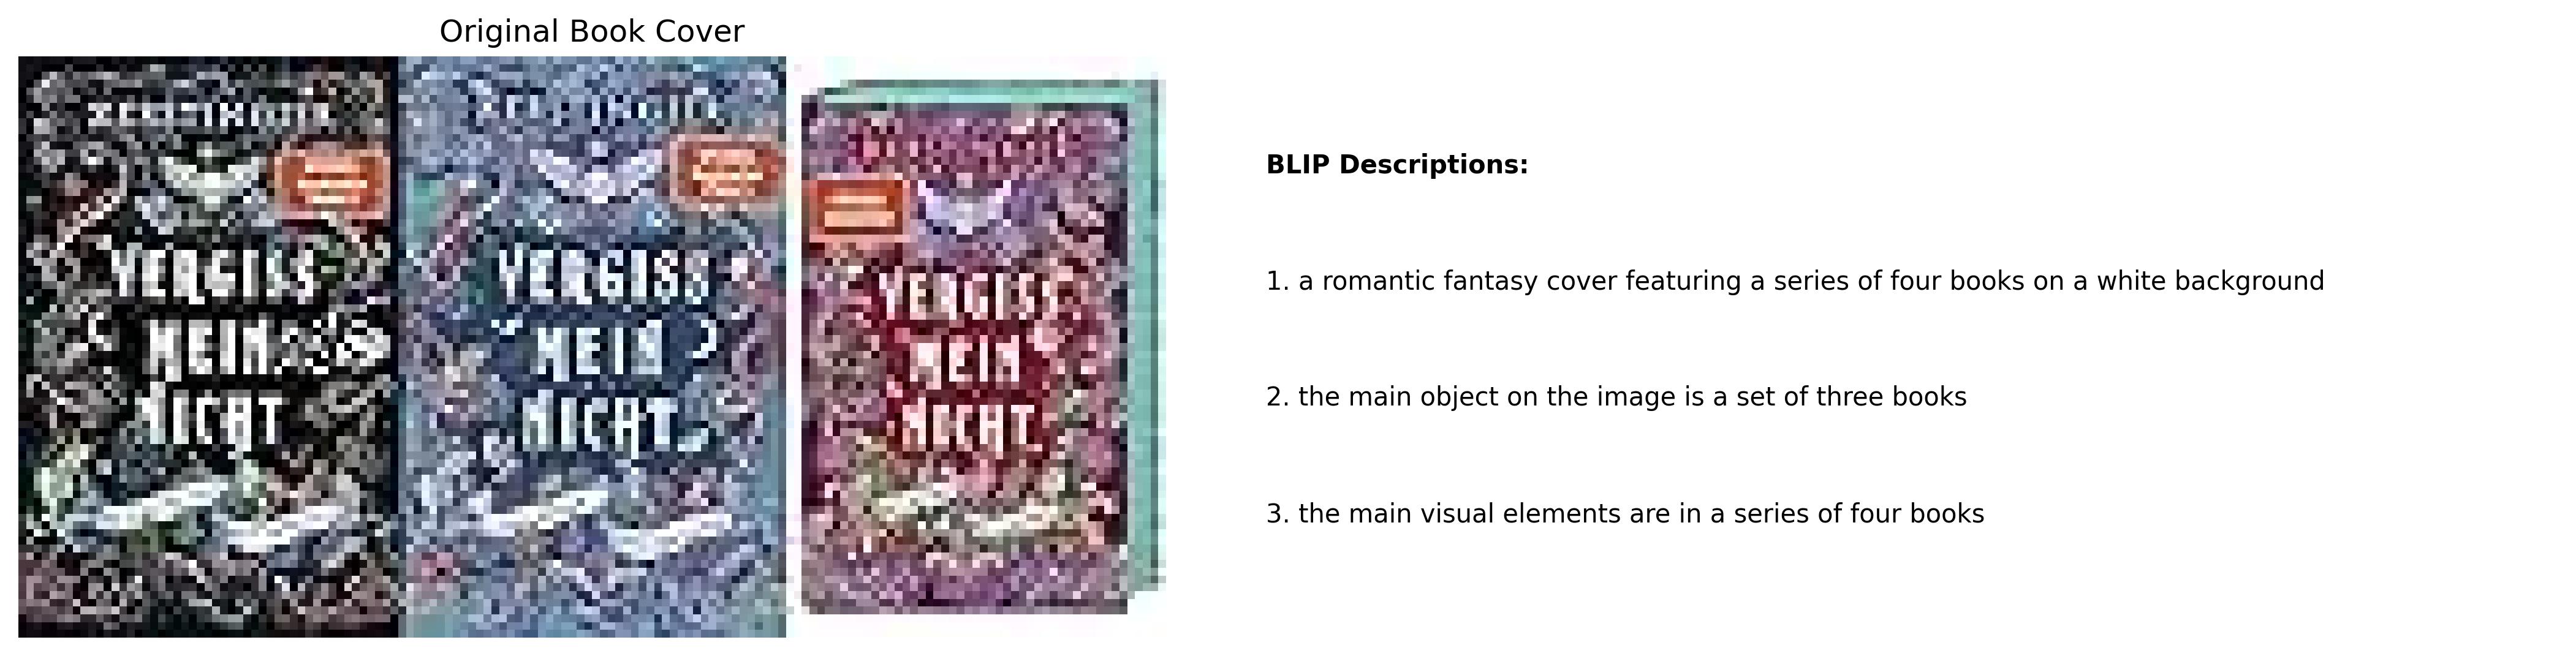 Original Book Cover
VERGISS
MEIN
NICHT
VERGISS
MEIN
NICHT
VERGISS
MEIN
NICHT
BLIP Descriptions:
1. a romantic fantasy cover featuring a series of four books on a white background
2. the main object on the image is a set of three books
3. the main visual elements are in a series of four books